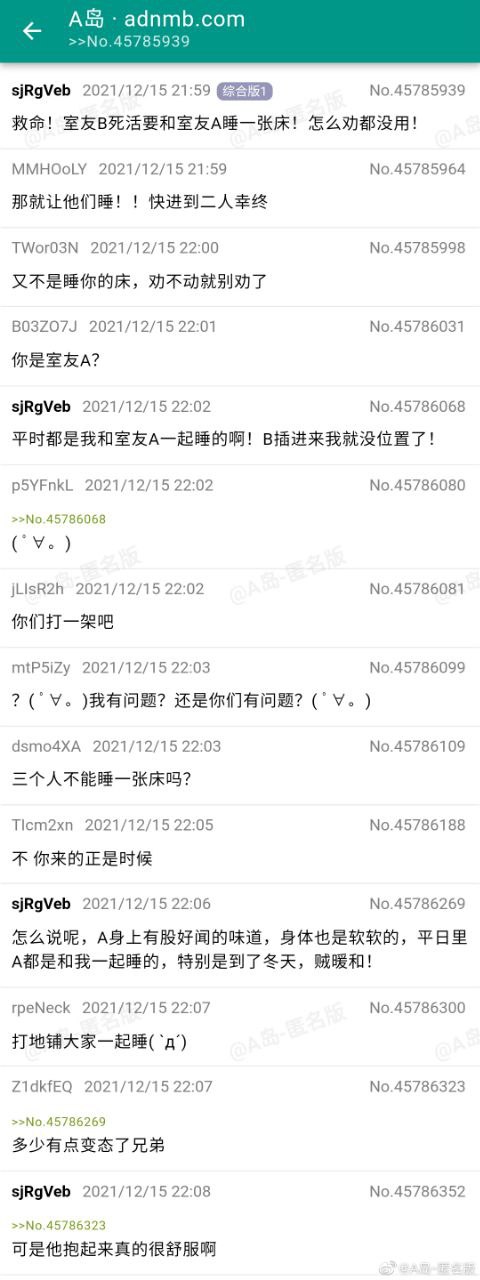 A岛 · adnmb.com
>>No.45785939
sjRgVeb 2021/12/15 21:59 综合版1 No.45785939
救命！室友B死活要和室友A睡一张床！怎么劝都没用！
MMHOoLY 2021/12/15 21:59 No.45785964
那就让他们睡！！快进到二人幸终
TWor03N 2021/12/15 22:00 No.45785998
又不是睡你的床，劝不动就别劝了
B03ZO7J 2021/12/15 22:01 No.45786031
你是室友A？
sjRgVeb 2021/12/15 22:02 No.45786068
平时都是我和室友A一起睡的啊！B插进来我就没位置了！
p5YFnkL 2021/12/15 22:02 No.45786080
>>No.45786068
( ﾟ∀。)
jLIsR2h 2021/12/15 22:02 No.45786081
你们打一架吧
mtP5iZy 2021/12/15 22:03 No.45786099
？( ﾟ∀。)我有问题？还是你们有问题？( ﾟ∀。)
dsmo4XA 2021/12/15 22:03 No.45786109
三个人不能睡一张床吗？
TIcm2xn 2021/12/15 22:05 No.45786188
不 你来的正是时候
sjRgVeb 2021/12/15 22:06 No.45786269
怎么说呢，A身上有股好闻的味道，身体也是软软的，平日里
A都是和我一起睡的，特别是到了冬天，贼暖和！
rpeNeck 2021/12/15 22:07 No.45786300
打地铺大家一起睡( `д´)
Z1dkfEQ 2021/12/15 22:07 No.45786323
>>No.45786269
多少有点变态了兄弟
sjRgVeb 2021/12/15 22:08 No.45786352
>>No.45786323
可是他抱起来真的很舒服啊
@A岛-匿名版